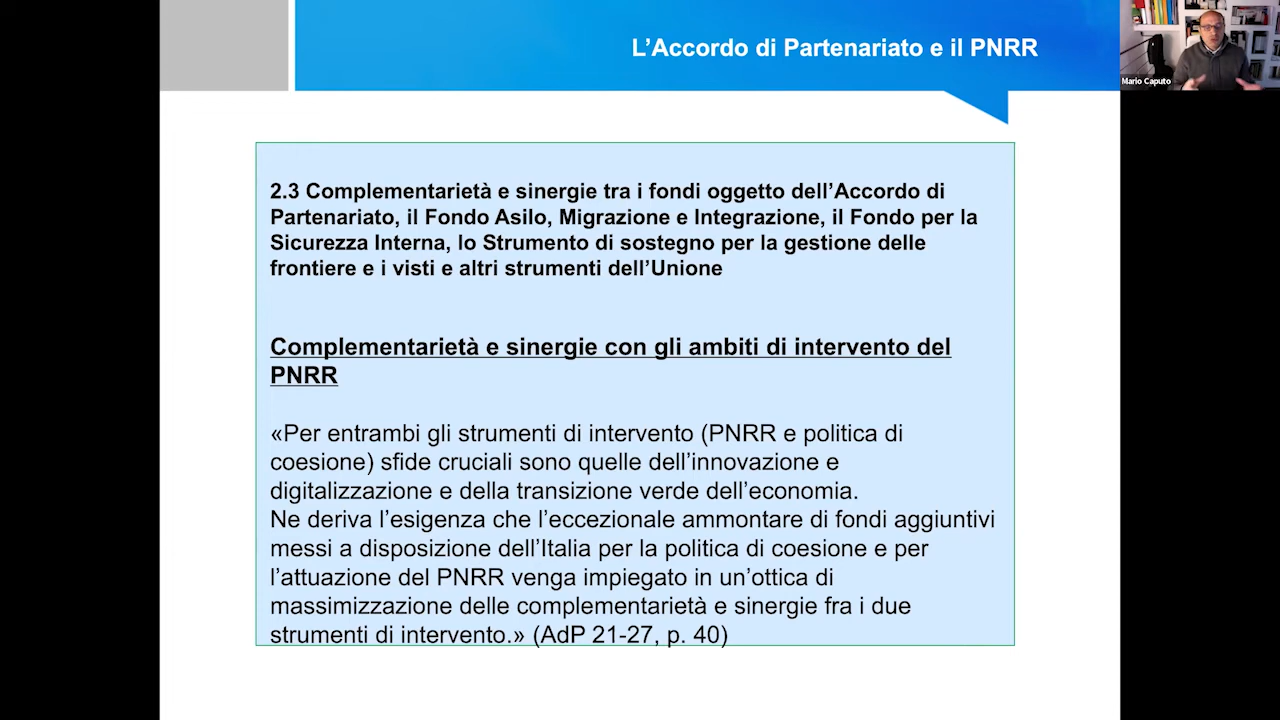 L’Accordo di Partenariato e il PNRR
Mario Caputo
2.3 Complementarietà e sinergie tra i fondi oggetto dell’Accordo di
Partenariato, il Fondo Asilo, Migrazione e Integrazione, il Fondo per la
Sicurezza Interna, lo Strumento di sostegno per la gestione delle
frontiere e i visti e altri strumenti dell’Unione
Complementarietà e sinergie con gli ambiti di intervento del
PNRR
«Per entrambi gli strumenti di intervento (PNRR e politica di
coesione) sfide cruciali sono quelle dell’innovazione e
digitalizzazione e della transizione verde dell’economia.
Ne deriva l’esigenza che l’eccezionale ammontare di fondi aggiuntivi
messi a disposizione dell’Italia per la politica di coesione e per
l’attuazione del PNRR venga impiegato in un’ottica di
massimizzazione delle complementarietà e sinergie fra i due
strumenti di intervento.» (AdP 21-27, p. 40)